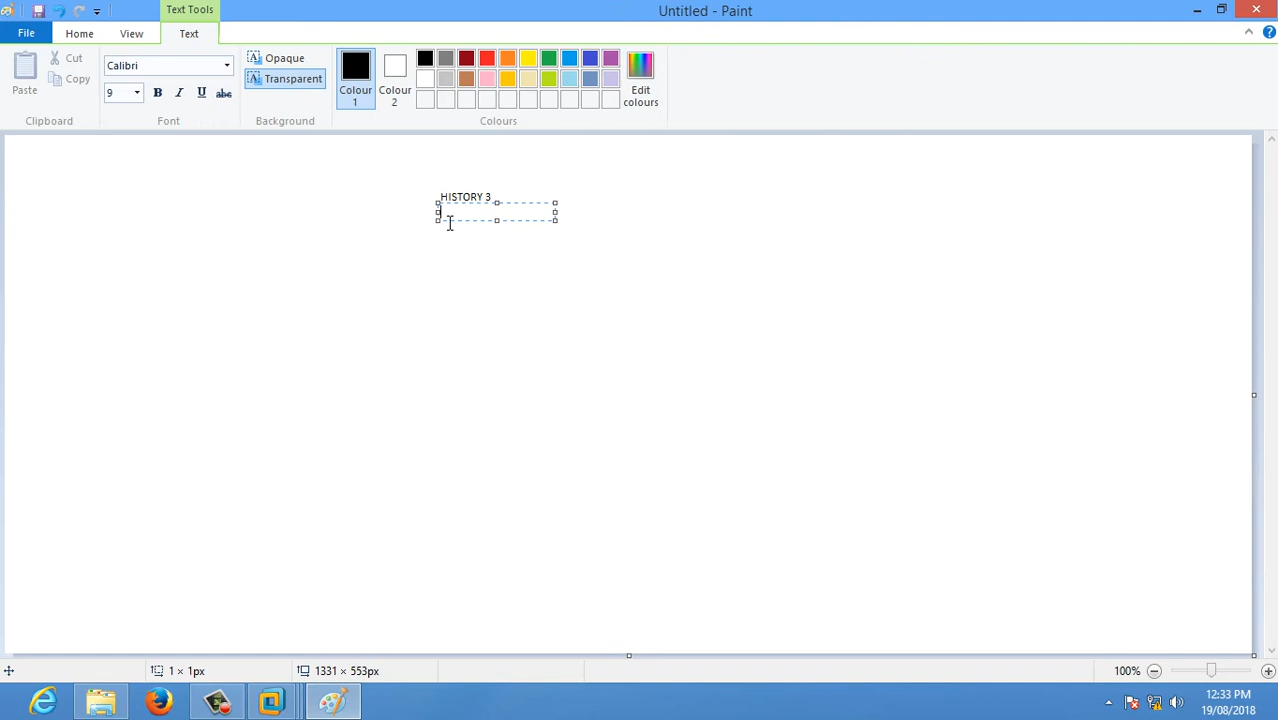 Text Tools
Untitled - Paint
File
Home
View
Text
Paste
Cut
Copy
Clipboard
Calibri
9
B I U abc
Font
Opaque
Transparent
Background
Colour 1
Colour 2
Edit colours
Colours
HISTORY 3
1 × 1px
1331 × 553px
100%
12:33 PM
19/08/2018